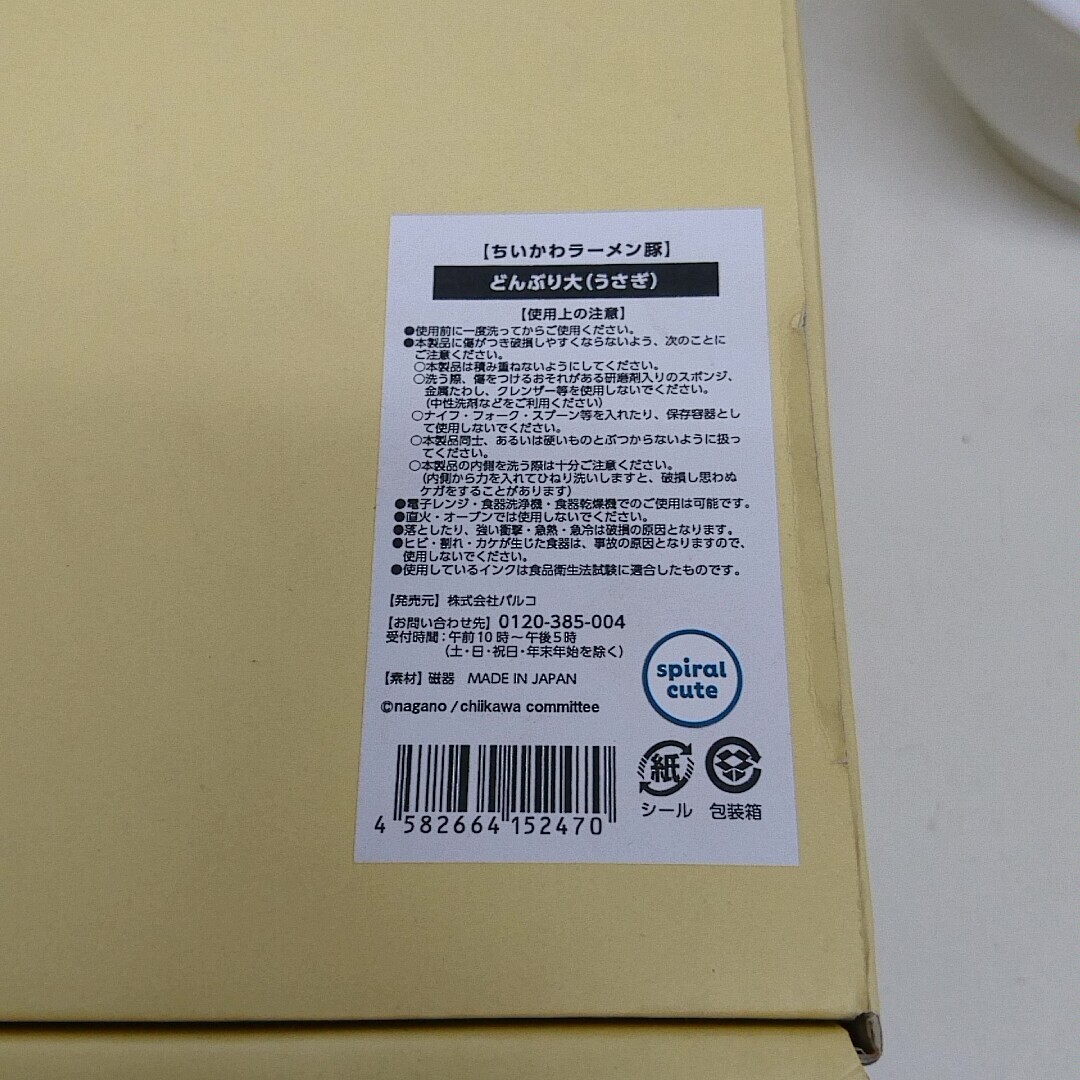 【ちいかわラーメン豚】
どんぶり大(うさぎ)
【使用上の注意】
●使用前に一度洗ってからご使用ください。
●本製品に傷がつき破損しやすくならないよう、次のことに
ご注意ください。
○本製品は積み重ねないようにしてください。
○洗う際、傷をつけるおそれがある研磨剤入りのスポンジ、
金属たわし、クレンザー等を使用しないでください。
(中性洗剤などをご利用ください)
○ナイフ・フォーク・スプーン等を入れたり、保存容器とし
て使用しないでください。
○本製品同士、あるいは硬いものとぶつからないように扱っ
てください。
○本製品の内側を洗う際は十分ご注意ください。
(内側から力を入れてひねり洗いしますと、破損し思わぬ
ケガをすることがあります)
●電子レンジ・食器洗浄機・食器乾燥機でのご使用は可能です。
●直火・オーブンでは使用しないでください。
●落としたり、強い衝撃・急熱・急冷は破損の原因となります。
●ヒビ・割れ・カケが生じた食器は、事故の原因となりますので、
使用しないでください。
●使用しているインクは食品衛生法試験に適合したものです。
【発売元】株式会社パルコ
【お問い合わせ先】0120-385-004
受付時間：午前10時～午後5時
(土・日・祝日・年末年始を除く)
【素材】磁器 MADE IN JAPAN
©nagano / chiikawa committee
spiral
cute
紙
シール
包装箱
4 582664 152470